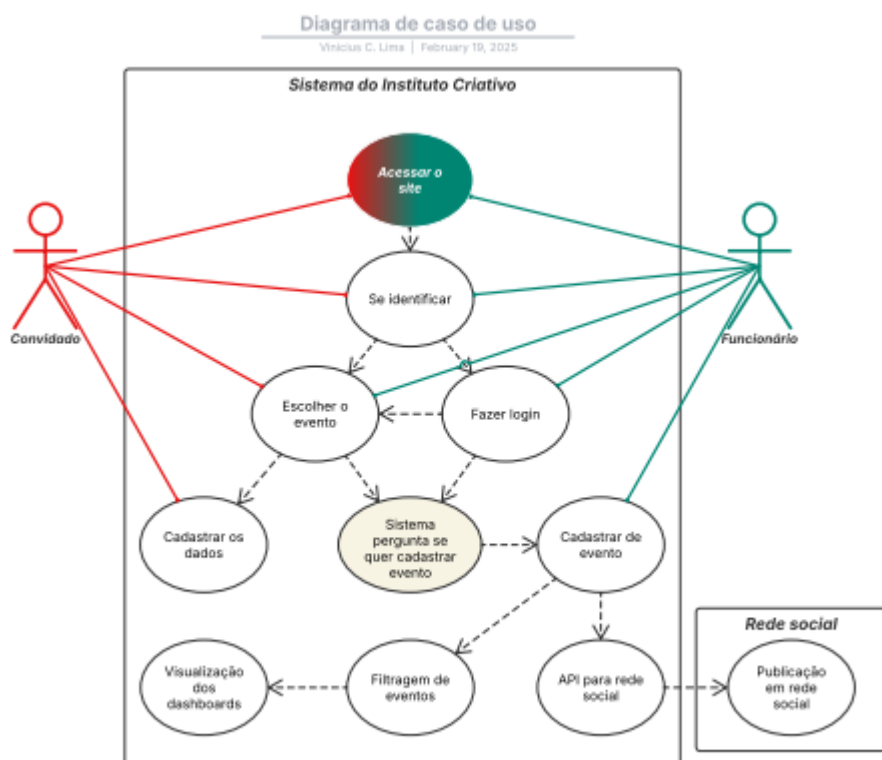 Diagrama de caso de uso
Vinicius C. Lima | February 19, 2025
Sistema do Instituto Criativo
Acessar o
site
Se identificar
Convidado
Funcionário
Escolher o
evento
Fazer login
Cadastrar os
dados
Sistema
pergunta se
quer cadastrar
evento
Cadastrar de
evento
Rede social
Visualização
dos
dashboards
Filtragem de
eventos
API para rede
social
Publicação
em rede
social